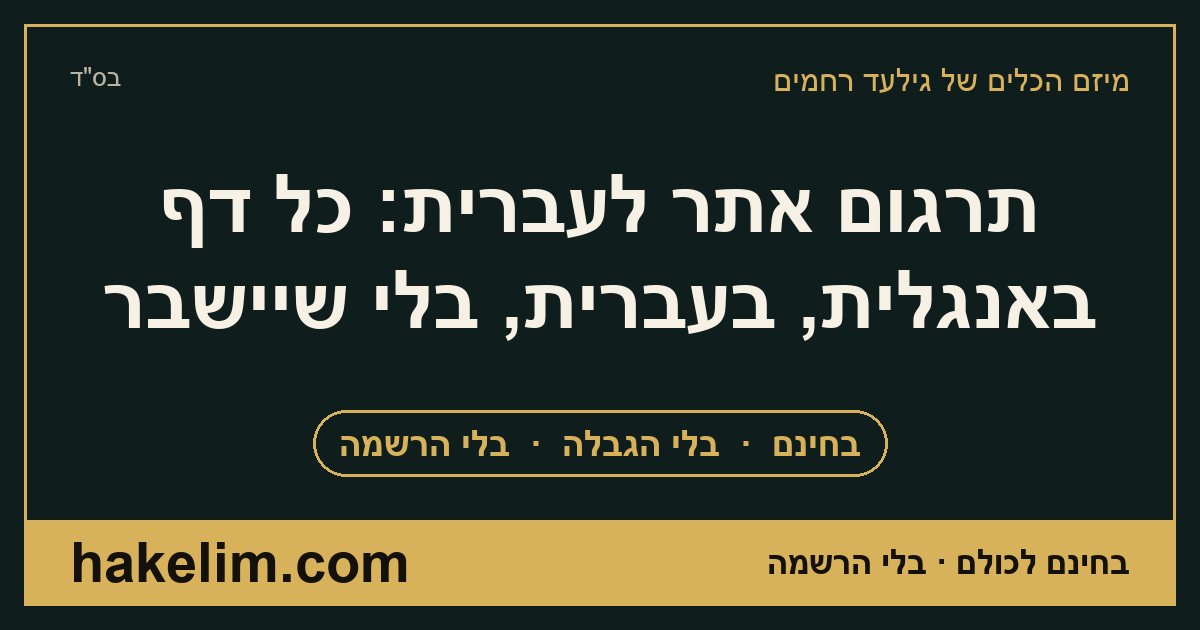 מיזם הכלים של גילעד רחמים
בס"ד
תרגום אתר לעברית: כל דף
באנגלית, בעברית, בלי שיישבר
בחינם · בלי הגבלה · בלי הרשמה
בחינם לכולם · בלי הרשמה
hakelim.com